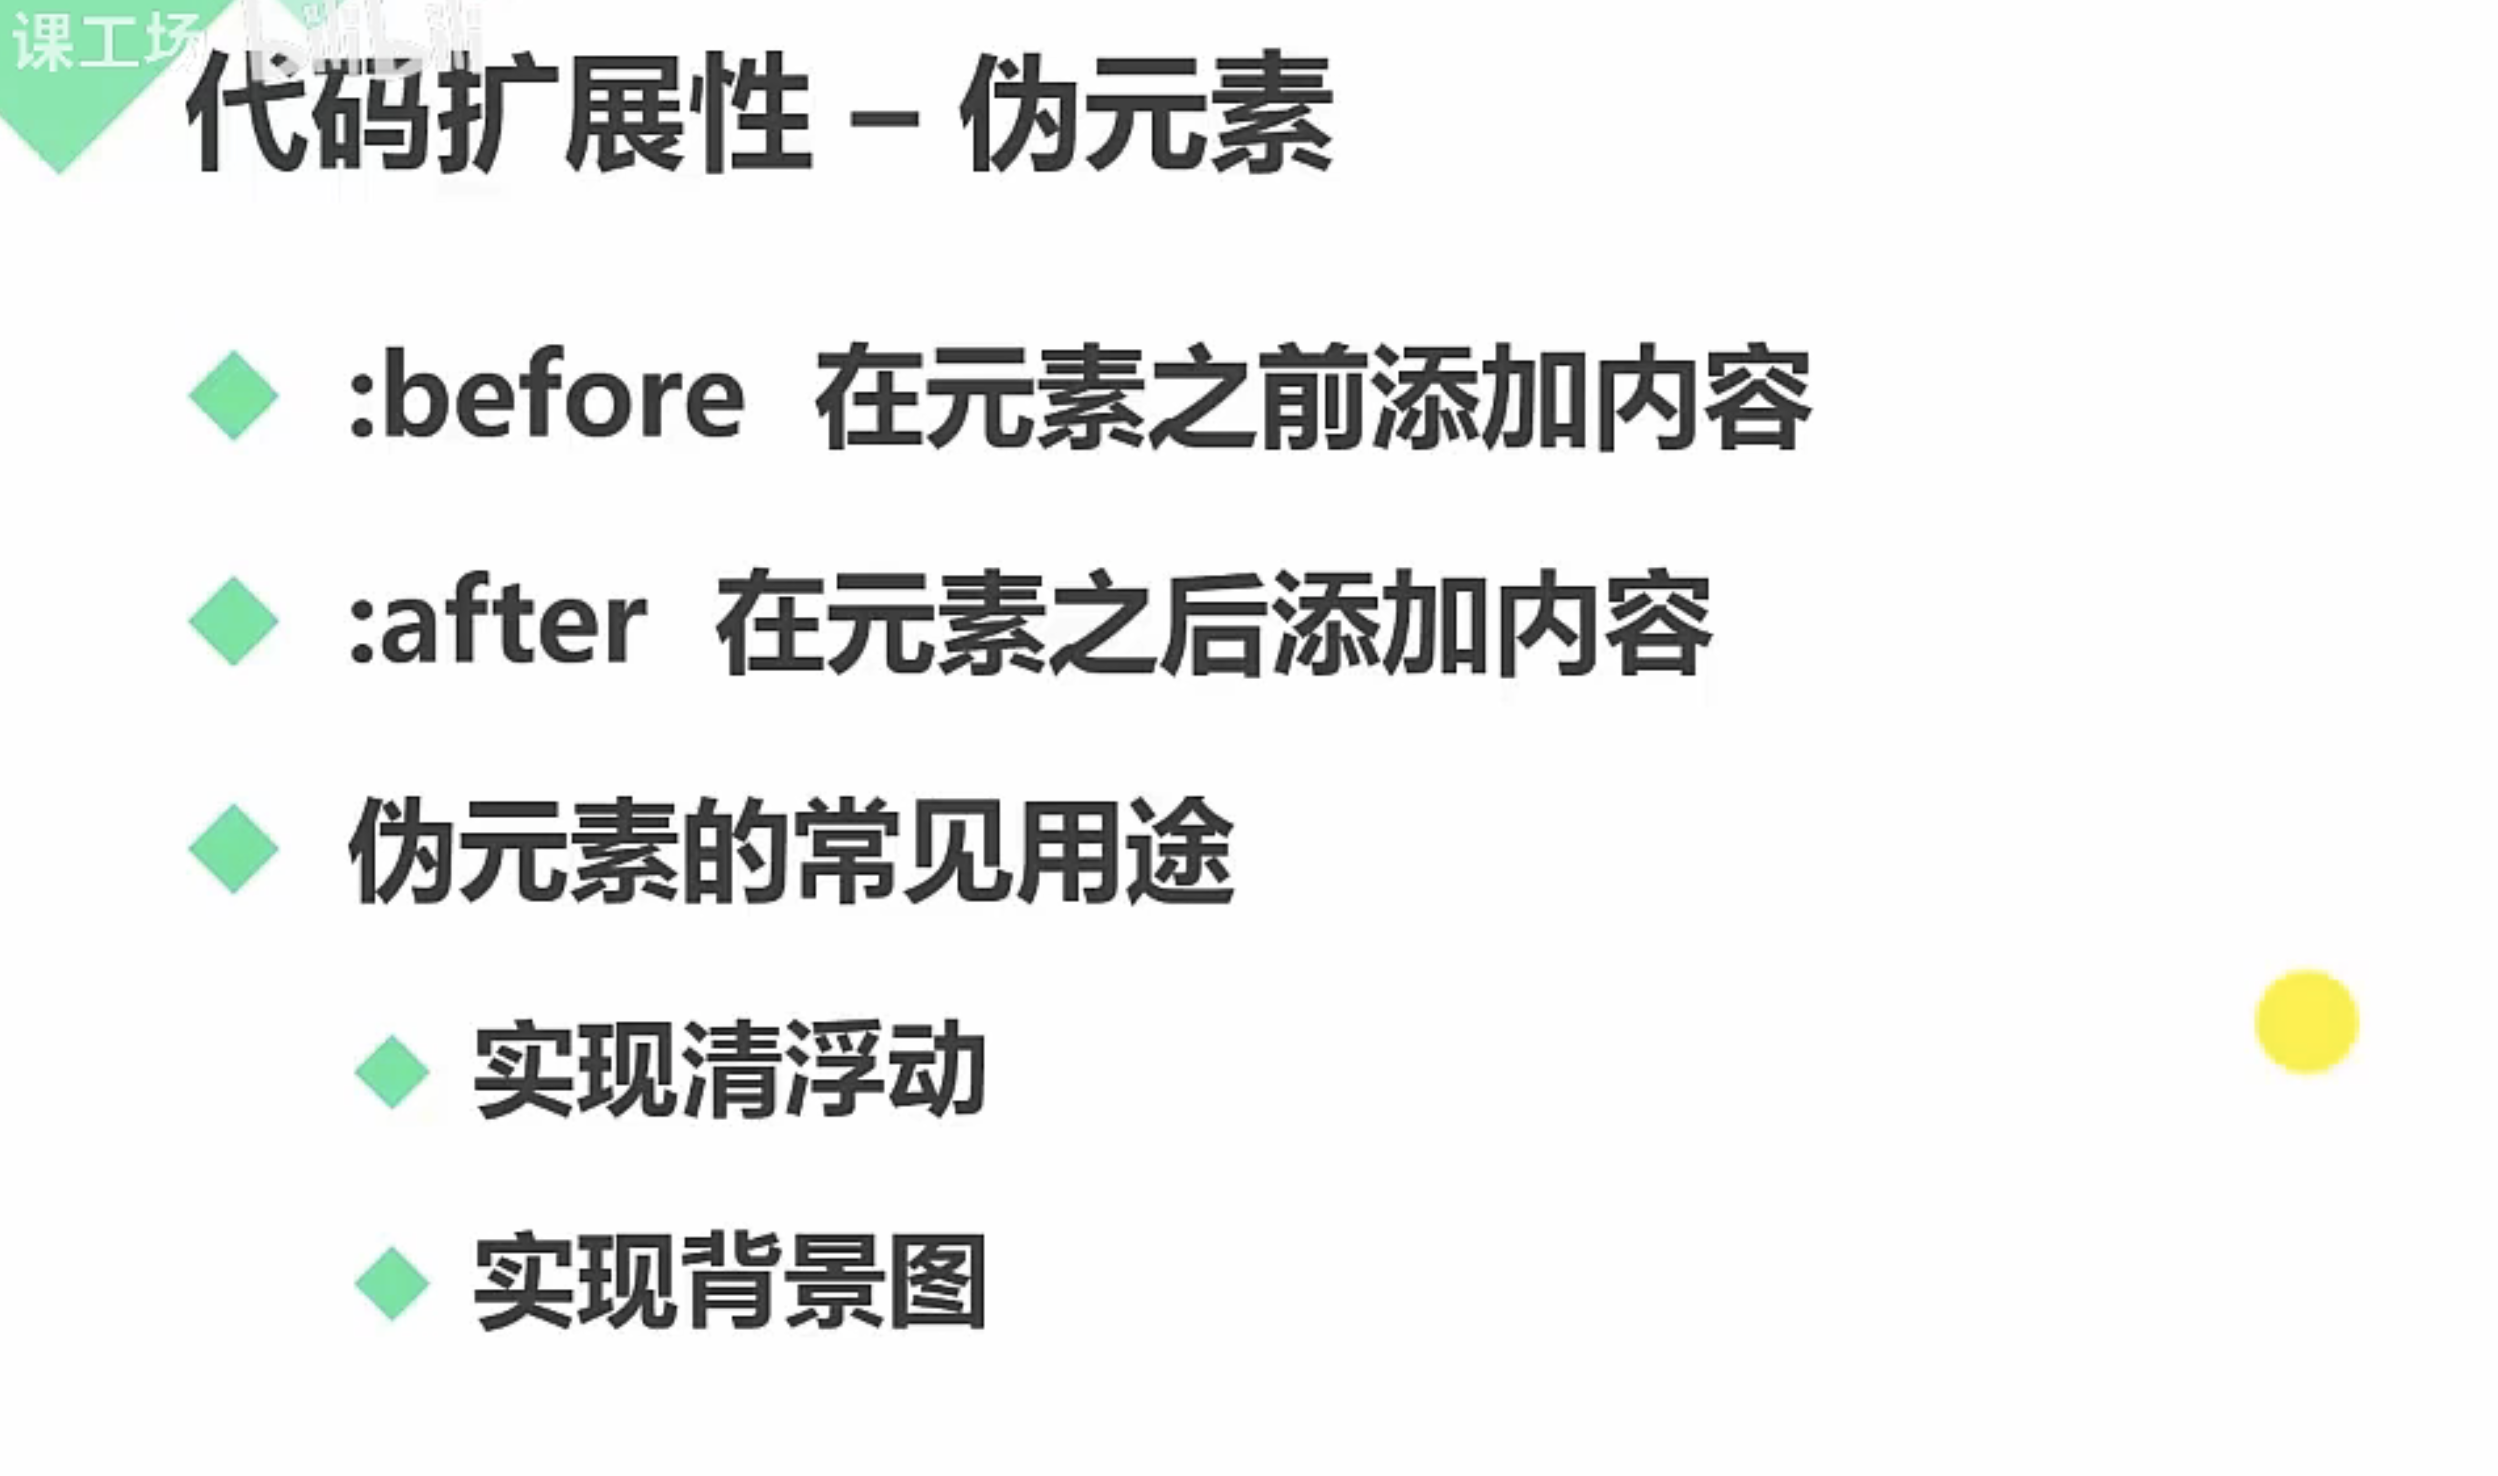 课工场 bilibili
代码扩展性 – 伪元素
:before 在元素之前添加内容
:after 在元素之后添加内容
伪元素的常见用途
实现清浮动
实现背景图